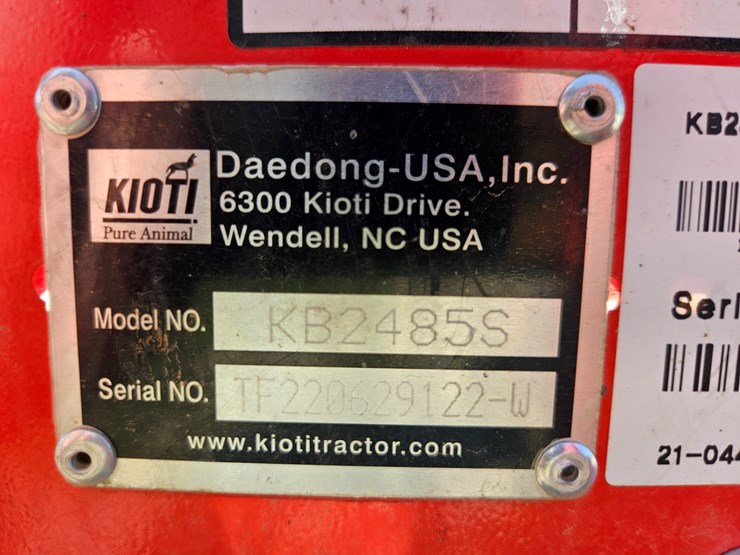 KIOTI
Pure Animal
Daedong-USA,Inc.
6300 Kioti Drive.
Wendell, NC USA
Model NO. KB2485S
Serial NO. TF220629122-W
www.kiotitractor.com
KB2
Seri
21-044